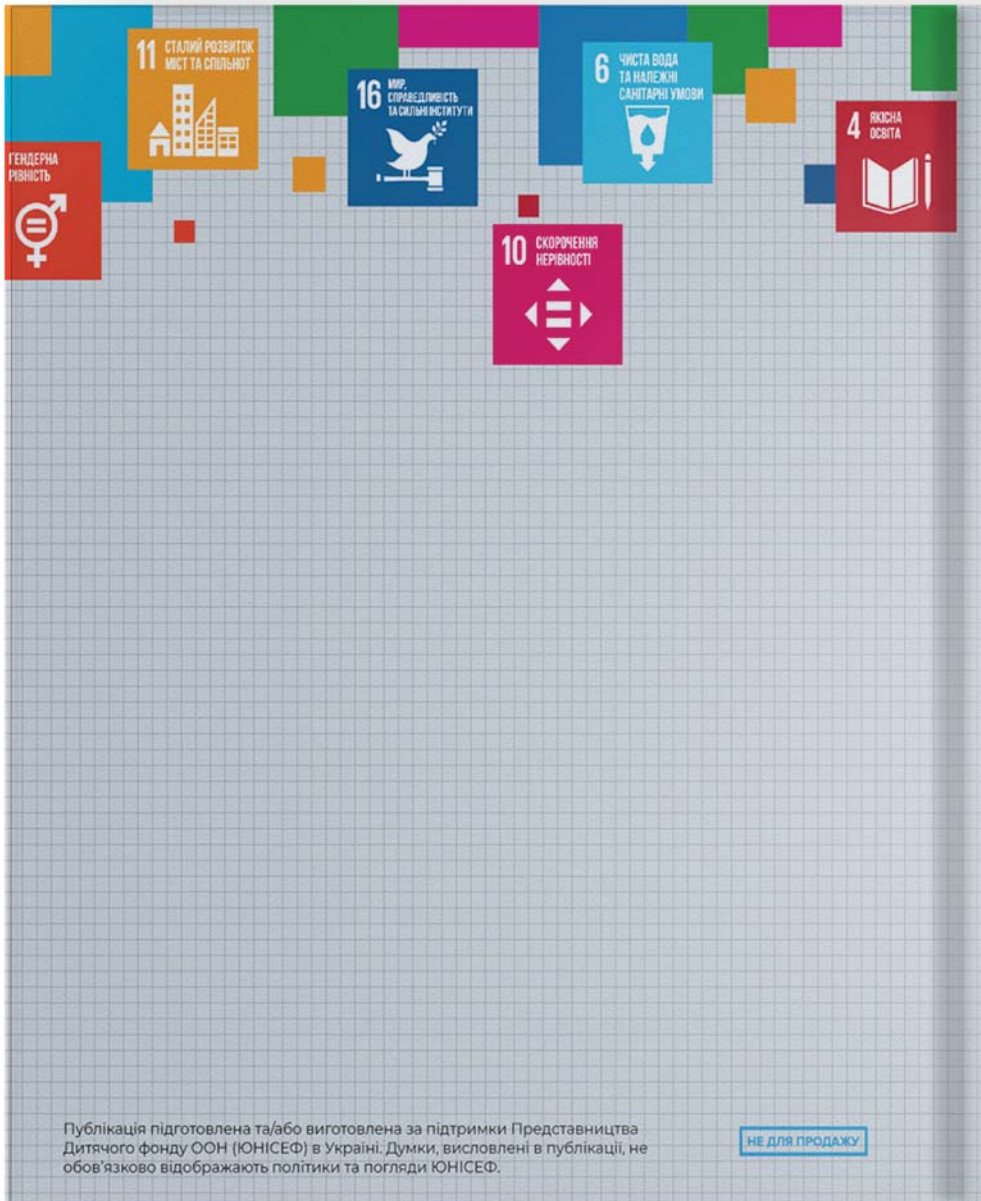 11 СТАЛИЙ РОЗВИТОК
МІСТ ТА СПІЛЬНОТ
16 МИР,
СПРАВЕДЛИВІСТЬ
ТА СИЛЬНІ ІНСТИТУТИ
6 ЧИСТА ВОДА
ТА НАЛЕЖНІ
САНІТАРНІ УМОВИ
4 ЯКІСНА
ОСВІТА
ГЕНДЕРНА
РІВНІСТЬ
10 СКОРОЧЕННЯ
НЕРІВНОСТІ
Публікація підготовлена та/або виготовлена за підтримки Представництва
Дитячого фонду ООН (ЮНІСЕФ) в Україні. Думки, висловлені в публікації, не
обов’язково відображають політики та погляди ЮНІСЕФ.
НЕ ДЛЯ ПРОДАЖУ